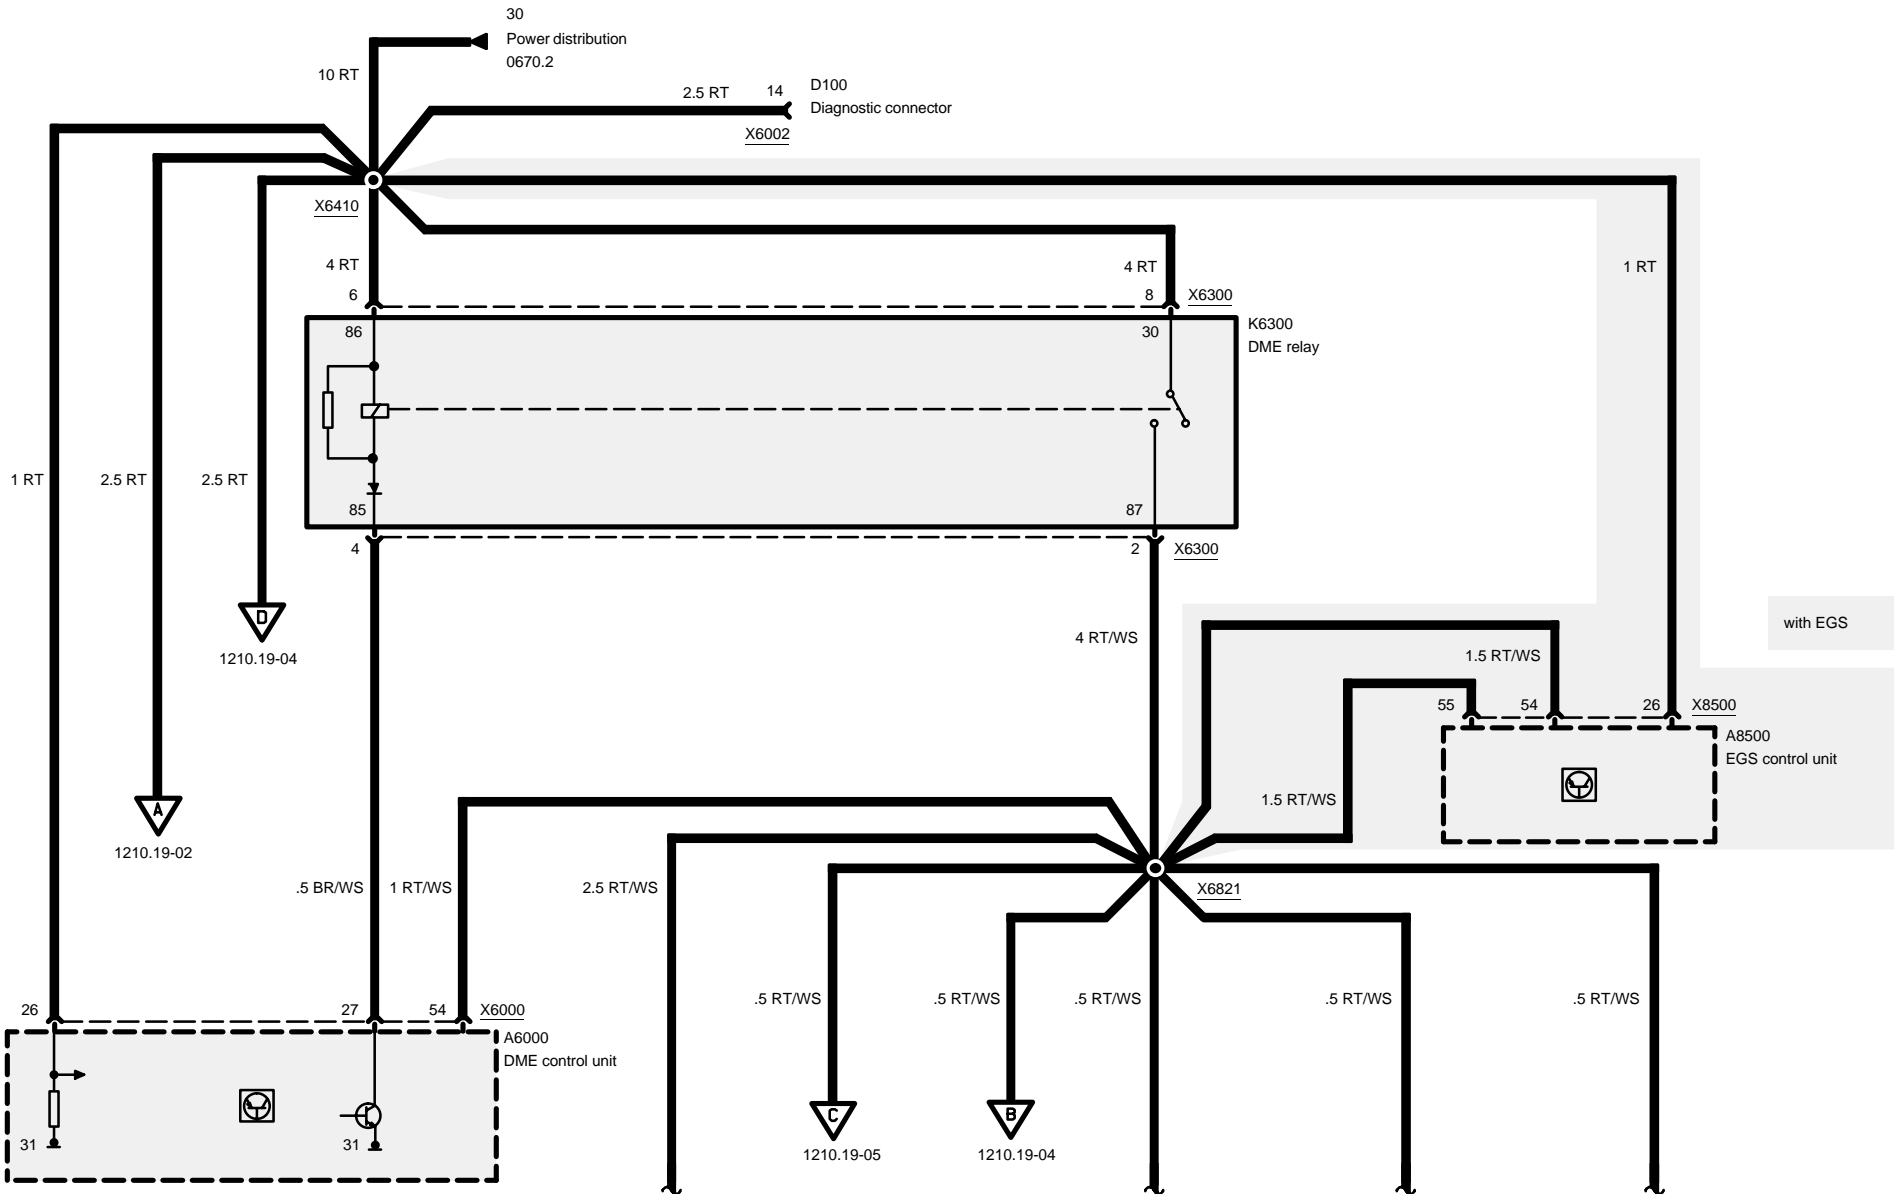 30
Power distribution
0670.2
10 RT
2.5 RT
14
D100
Diagnostic connector
X6002
X6410
4 RT
4 RT
1 RT
6
8
X6300
86
30
K6300
DME relay
1 RT
2.5 RT
2.5 RT
85
87
4
2
X6300
D
1210.19-04
4 RT/WS
with EGS
1.5 RT/WS
55
54
26
X8500
A8500
EGS control unit
1.5 RT/WS
A
1210.19-02
.5 BR/WS
1 RT/WS
2.5 RT/WS
X6821
.5 RT/WS
.5 RT/WS
.5 RT/WS
.5 RT/WS
.5 RT/WS
26
27
54
X6000
A6000
DME control unit
31
31
C
1210.19-05
B
1210.19-04